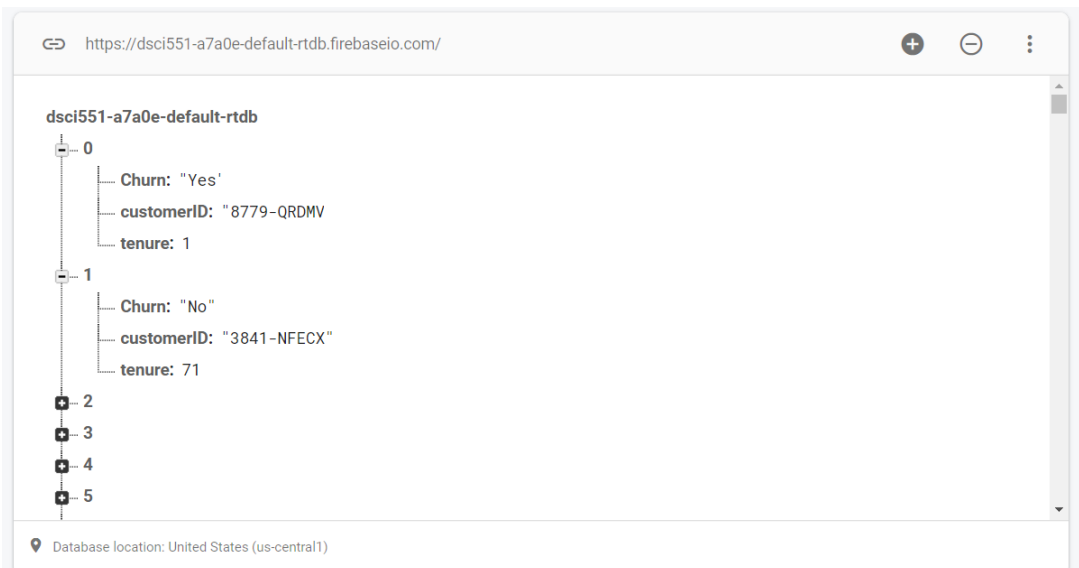 https://dsci551-a7a0e-default-rtdb.firebaseio.com/
dsci551-a7a0e-default-rtdb
0
Churn: "Yes'
customerID: "8779-QRDMV
tenure: 1
1
Churn: "No"
customerID: "3841-NFECX"
tenure: 71
2
3
4
5
Database location: United States (us-central1)